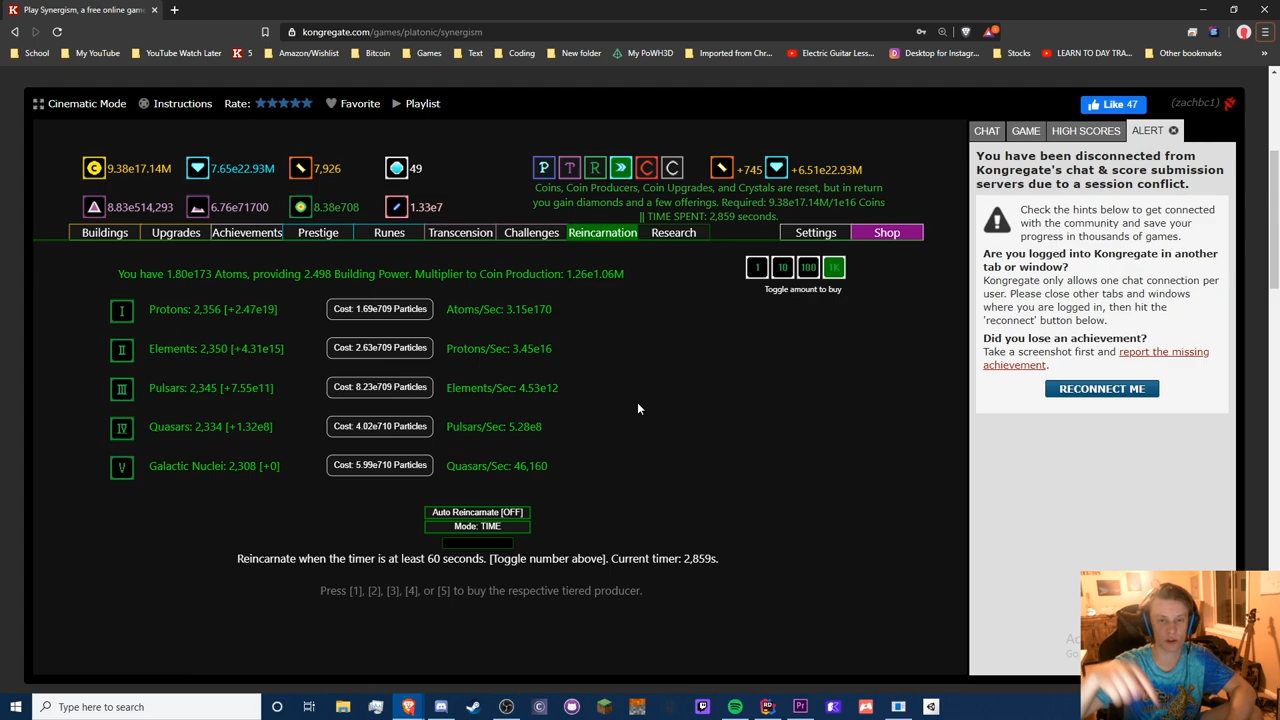 Play Synergism, a free online game
kongregate.com/games/platonic/synergism
School
My YouTube
YouTube Watch Later
K 5
Amazon/Wishlist
Bitcoin
Games
Text
Coding
New folder
My PoWH3D
Imported from Chr...
Electric Guitar Less...
Desktop for Instagr...
Stocks
LEARN TO DAY TRA...
Other bookmarks
Cinematic Mode
Instructions
Rate:
Favorite
Playlist
Like 47
(zachbc1)
9.38e17.14M
7.65e22.93M
7,926
49
P T R » C C
+745
+6.51e22.93M
8.83e514,293
6.76e71700
8.38e708
1.33e7
Coins, Coin Producers, Coin Upgrades, and Crystals are reset, but in return
you gain diamonds and a few offerings. Required: 9.38e17.14M/1e16 Coins
|| TIME SPENT: 2,859 seconds.
Buildings
Upgrades
Achievements
Prestige
Runes
Transcension
Challenges
Reincarnation
Research
Settings
Shop
You have 1.80e173 Atoms, providing 2.498 Building Power. Multiplier to Coin Production: 1.26e1.06M
1 10 100 1K
Toggle amount to buy
I Protons: 2,356 [+2.47e19] Cost: 1.69e709 Particles Atoms/Sec: 3.15e170
II Elements: 2,350 [+4.31e15] Cost: 2.63e709 Particles Protons/Sec: 3.45e16
III Pulsars: 2,345 [+7.55e11] Cost: 8.23e709 Particles Elements/Sec: 4.53e12
IV Quasars: 2,334 [+1.32e8] Cost: 4.02e710 Particles Pulsars/Sec: 5.28e8
V Galactic Nuclei: 2,308 [+0] Cost: 5.99e710 Particles Quasars/Sec: 46,160
Auto Reincarnate [OFF]
Mode: TIME
Reincarnate when the timer is at least 60 seconds. [Toggle number above]. Current timer: 2,859s.
Press [1], [2], [3], [4], or [5] to buy the respective tiered producer.
CHAT
GAME
HIGH SCORES
ALERT
You have been disconnected from
Kongregate's chat & score submission
servers due to a session conflict.
Check the hints below to get connected
with the community and save your
progress in thousands of games.
Are you logged into Kongregate in another
tab or window?
Kongregate only allows one chat connection per
user. Please close other tabs and windows
where you are logged in, then hit the
'reconnect' button below.
Did you lose an achievement?
Take a screenshot first and report the missing
achievement.
RECONNECT ME
Type here to search